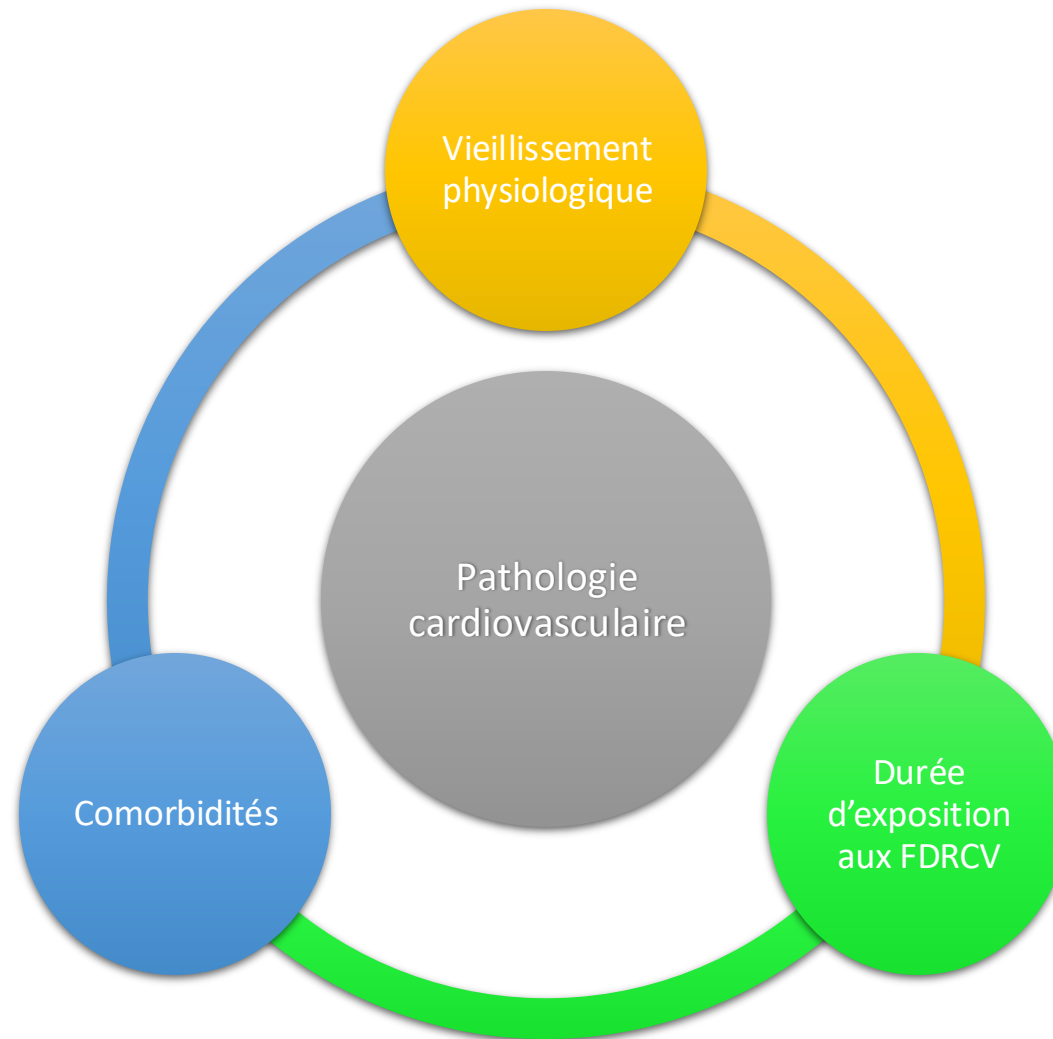 Vieillissement
physiologique
Pathologie
cardiovasculaire
Comorbidités
Durée
d’exposition
aux FDRCV